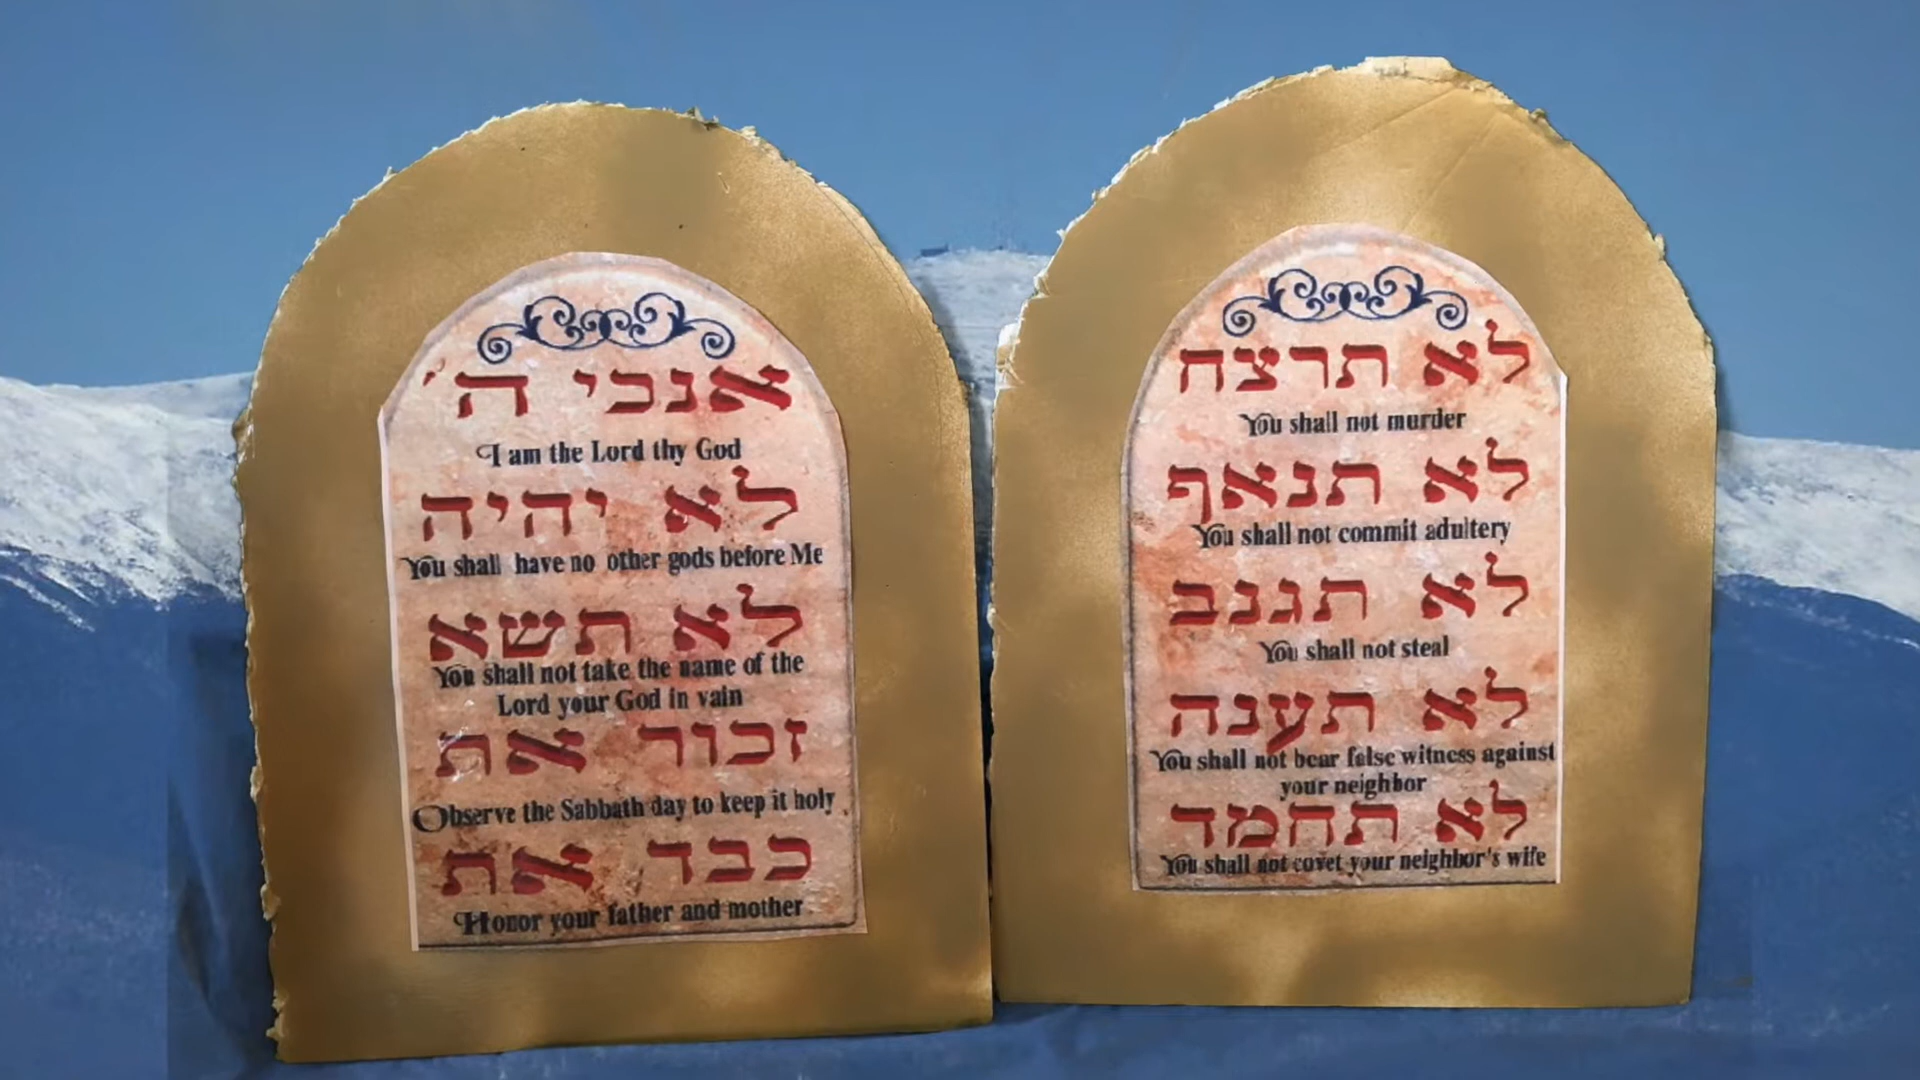 אנכי ה'
I am the Lord thy God
לא יהיה
You shall have no other gods before Me
לא תשא
You shall not take the name of the
Lord your God in vain
זכור את
Observe the Sabbath day to keep it holy
כבד את
Honor your father and mother
לא תרצח
You shall not murder
לא תנאף
You shall not commit adultery
לא תגנב
You shall not steal
לא תענה
You shall not bear false witness against
your neighbor
לא תחמד
You shall not covet your neighbor's wife